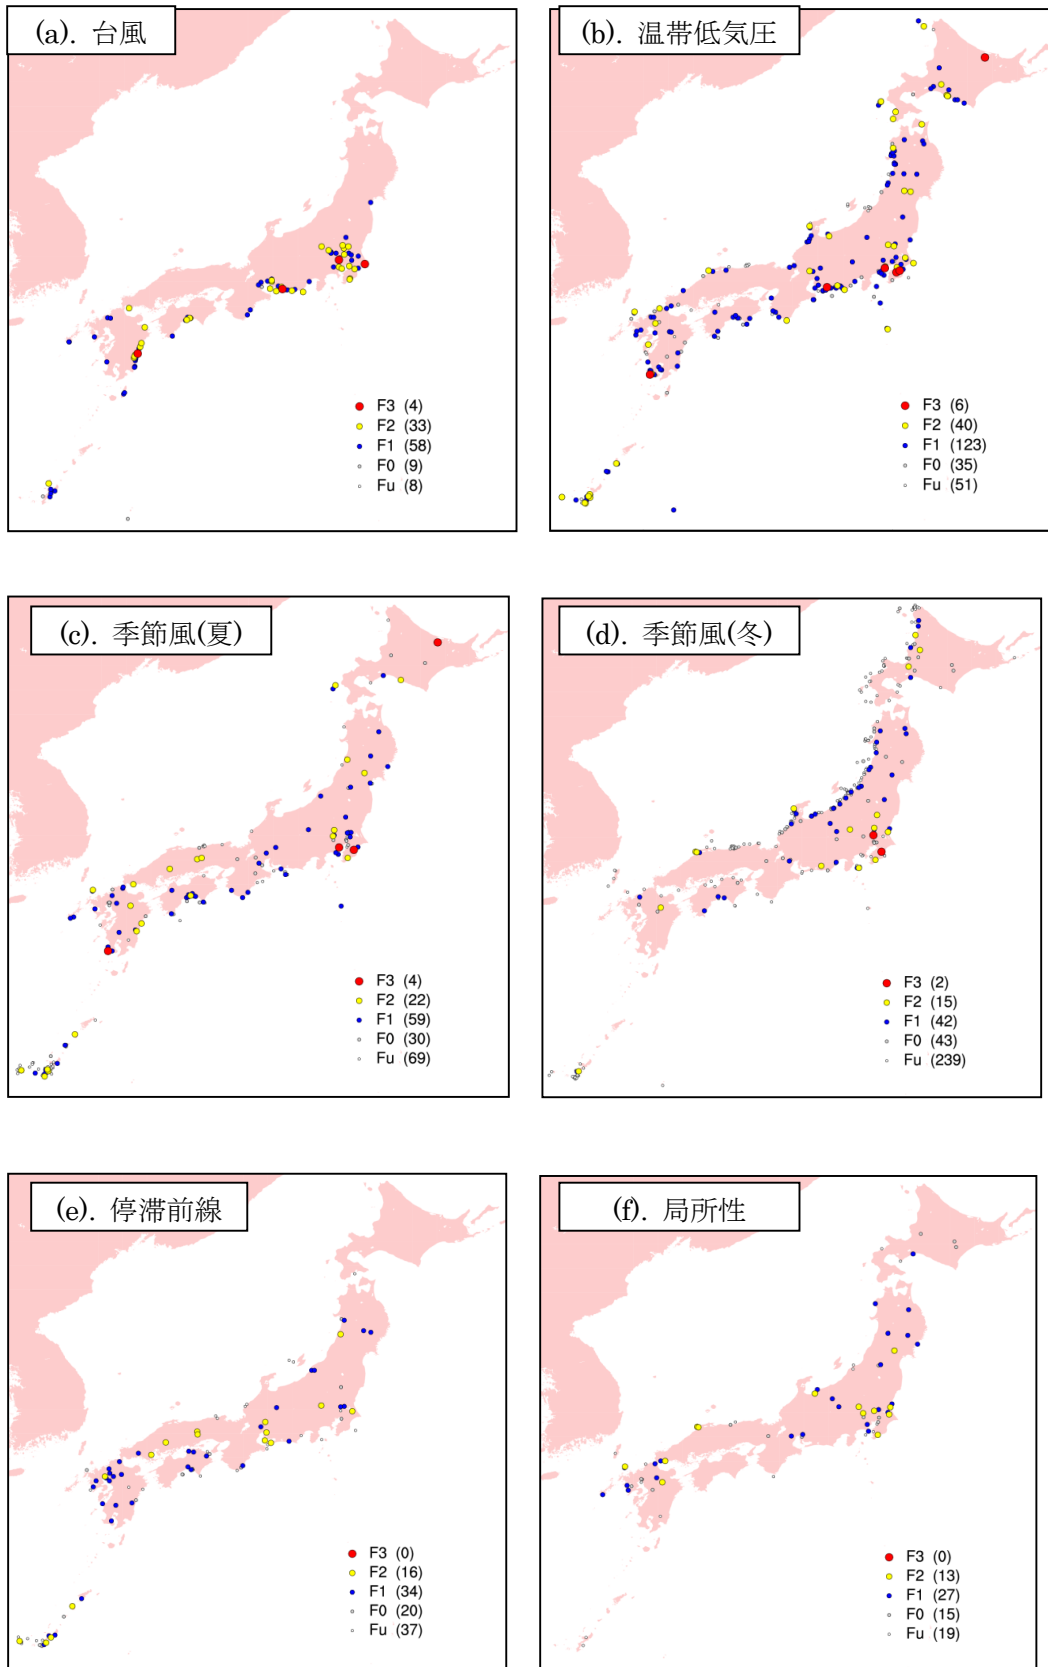 (a). 台風
F3 (4)
F2 (33)
F1 (58)
F0 (9)
Fu (8)
(b). 温帯低気圧
F3 (6)
F2 (40)
F1 (123)
F0 (35)
Fu (51)
(c). 季節風(夏)
F3 (4)
F2 (22)
F1 (59)
F0 (30)
Fu (69)
(d). 季節風(冬)
F3 (2)
F2 (15)
F1 (42)
F0 (43)
Fu (239)
(e). 停滞前線
F3 (0)
F2 (16)
F1 (34)
F0 (20)
Fu (37)
(f). 局所性
F3 (0)
F2 (13)
F1 (27)
F0 (15)
Fu (19)